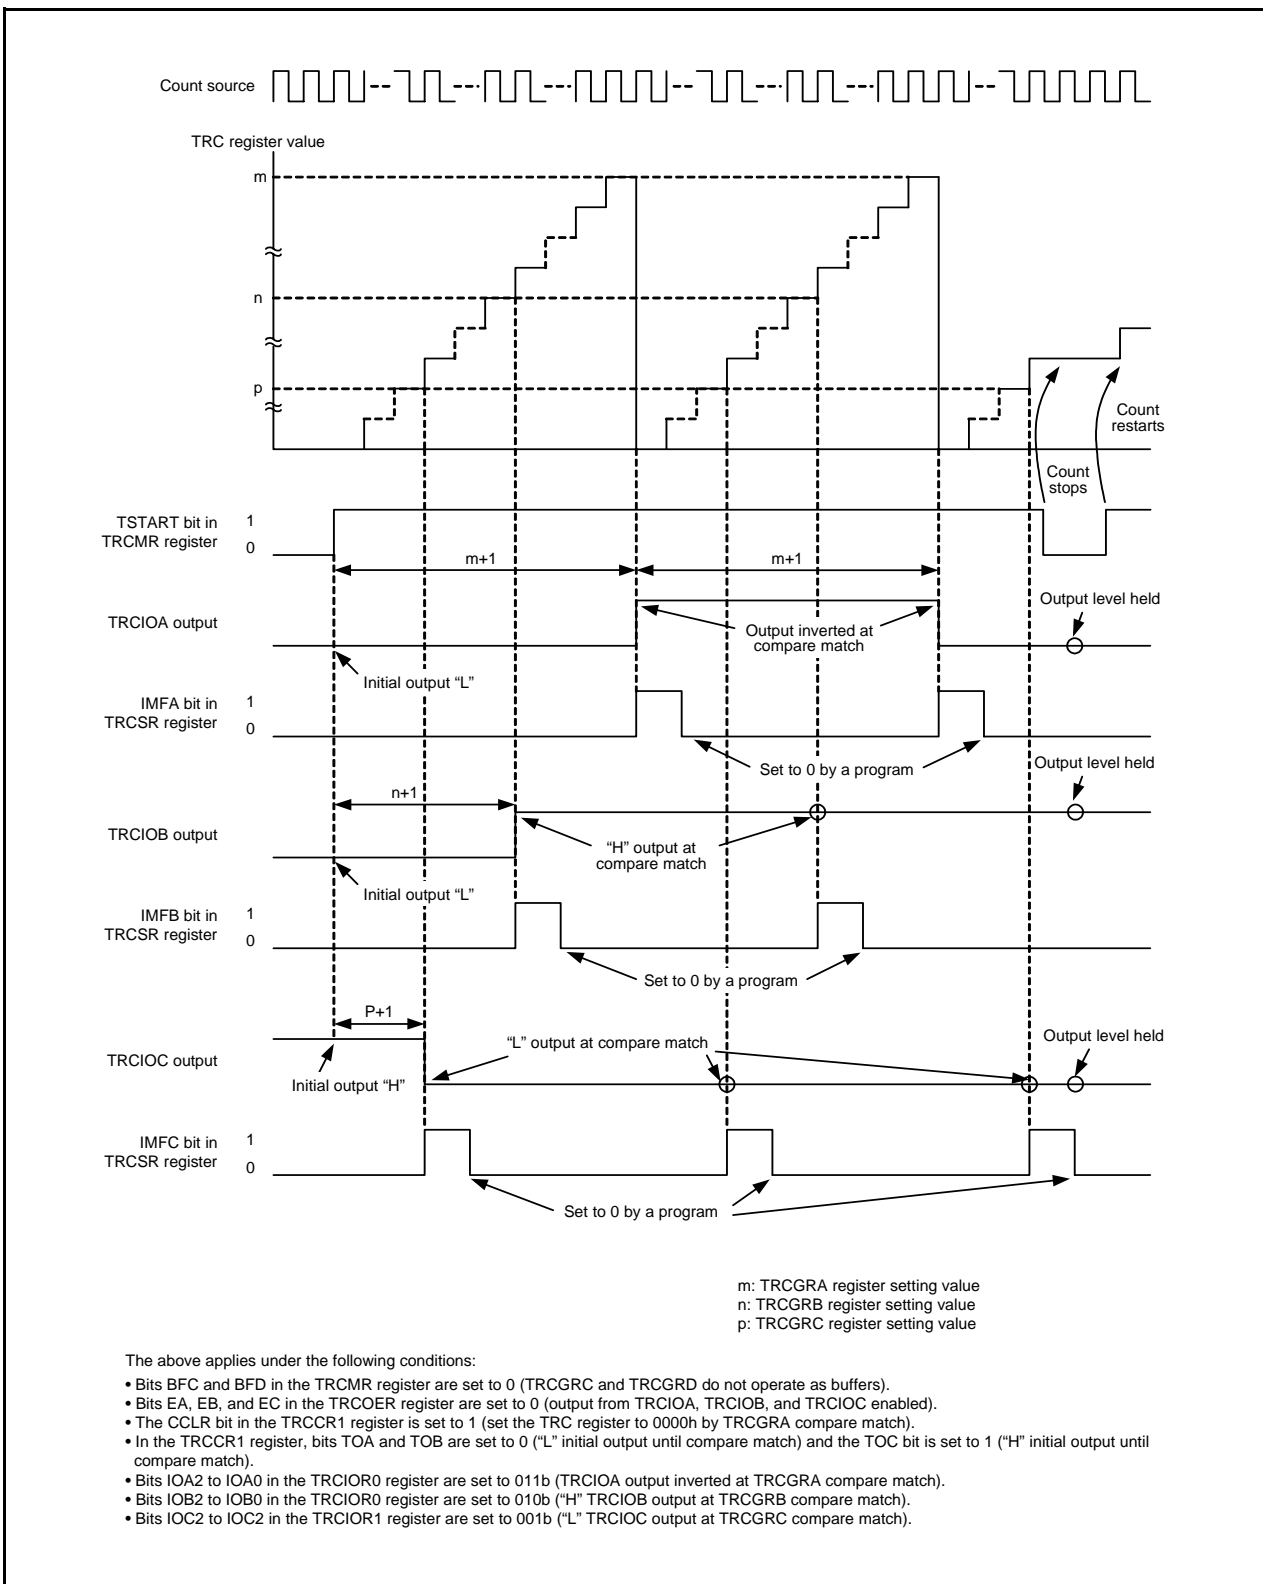 Count source
TRC register value
m
n
p
Count
restarts
Count
stops
TSTART bit in
TRCMR register
1
0
m+1
m+1
TRCIOA output
Output level held
Output inverted at
compare match
Initial output “L”
IMFA bit in
TRCSR register
1
0
Set to 0 by a program
Output level held
n+1
TRCIOB output
“H” output at
compare match
Initial output “L”
IMFB bit in
TRCSR register
1
0
Set to 0 by a program
P+1
TRCIOC output
“L” output at compare match
Output level held
Initial output “H”
IMFC bit in
TRCSR register
1
0
Set to 0 by a program
m: TRCGRA register setting value
n: TRCGRB register setting value
p: TRCGRC register setting value
The above applies under the following conditions:
• Bits BFC and BFD in the TRCMR register are set to 0 (TRCGRC and TRCGRD do not operate as buffers).
• Bits EA, EB, and EC in the TRCOER register are set to 0 (output from TRCIOA, TRCIOB, and TRCIOC enabled).
• The CCLR bit in the TRCCR1 register is set to 1 (set the TRC register to 0000h by TRCGRA compare match).
• In the TRCCR1 register, bits TOA and TOB are set to 0 (“L” initial output until compare match) and the TOC bit is set to 1 (“H” initial output until
compare match).
• Bits IOA2 to IOA0 in the TRCIOR0 register are set to 011b (TRCIOA output inverted at TRCGRA compare match).
• Bits IOB2 to IOB0 in the TRCIOR0 register are set to 010b (“H” TRCIOB output at TRCGRB compare match).
• Bits IOC2 to IOC2 in the TRCIOR1 register are set to 001b (“L” TRCIOC output at TRCGRC compare match).